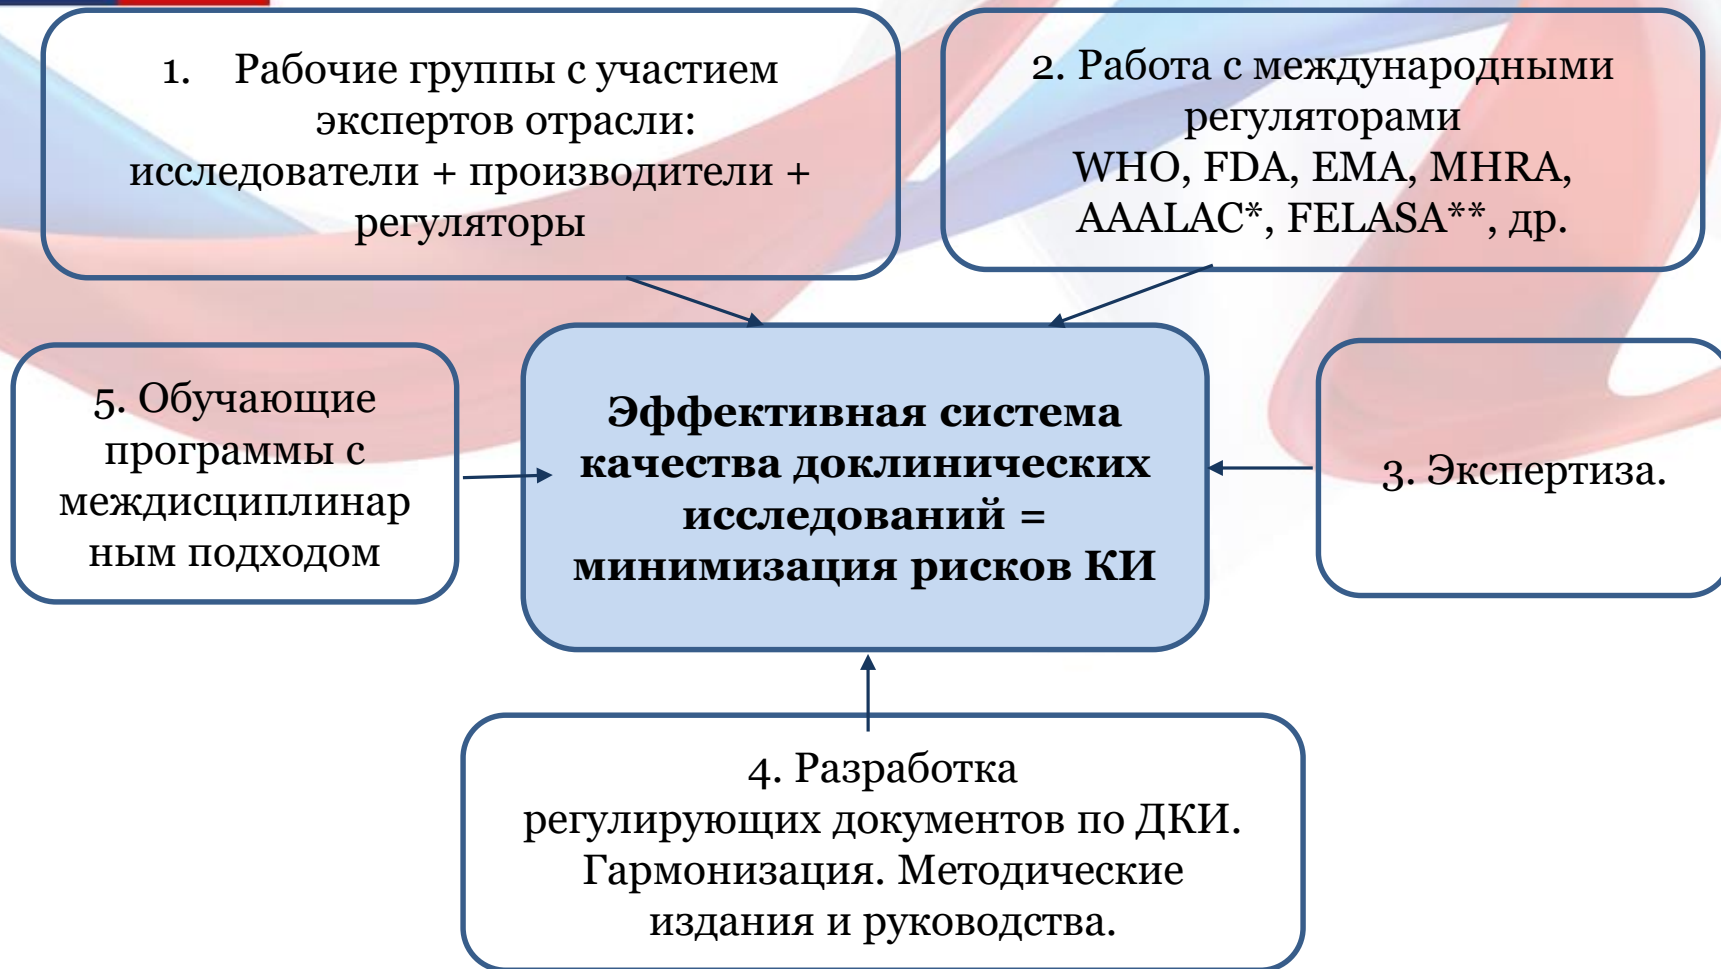 1. Рабочие группы с участием
экспертов отрасли:
исследователи + производители +
регуляторы
2. Работа с международными
регуляторами
WHO, FDA, EMA, MHRA,
AAALAC*, FELASA**, др.
5. Обучающие
программы с
междисциплинар
ным подходом
Эффективная система
качества доклинических
исследований =
минимизация рисков КИ
3. Экспертиза.
4. Разработка
регулирующих документов по ДКИ.
Гармонизация. Методические
издания и руководства.